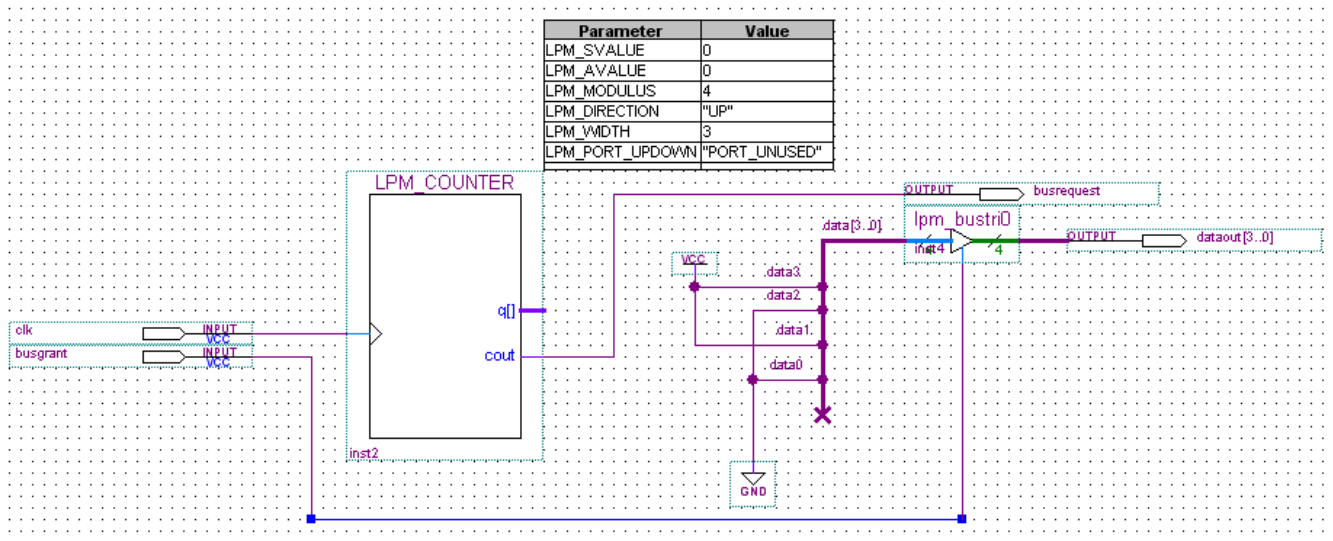 Parameter Value
LPM_SVALUE 0
LPM_AVALUE 0
LPM_MODULUS 4
LPM_DIRECTION "UP"
LPM_WIDTH 3
LPM_PORT_UPDOWN "PORT_UNUSED"
LPM_COUNTER
OUTPUT busrequest
lpm_bustri0
data[3..0]
inst4
4
4
OUTPUT dataout[3..0]
VCC
data3
data2
data1
data0
q[]
cout
clk INPUT
VCC
busgrant INPUT
VCC
inst2
GND